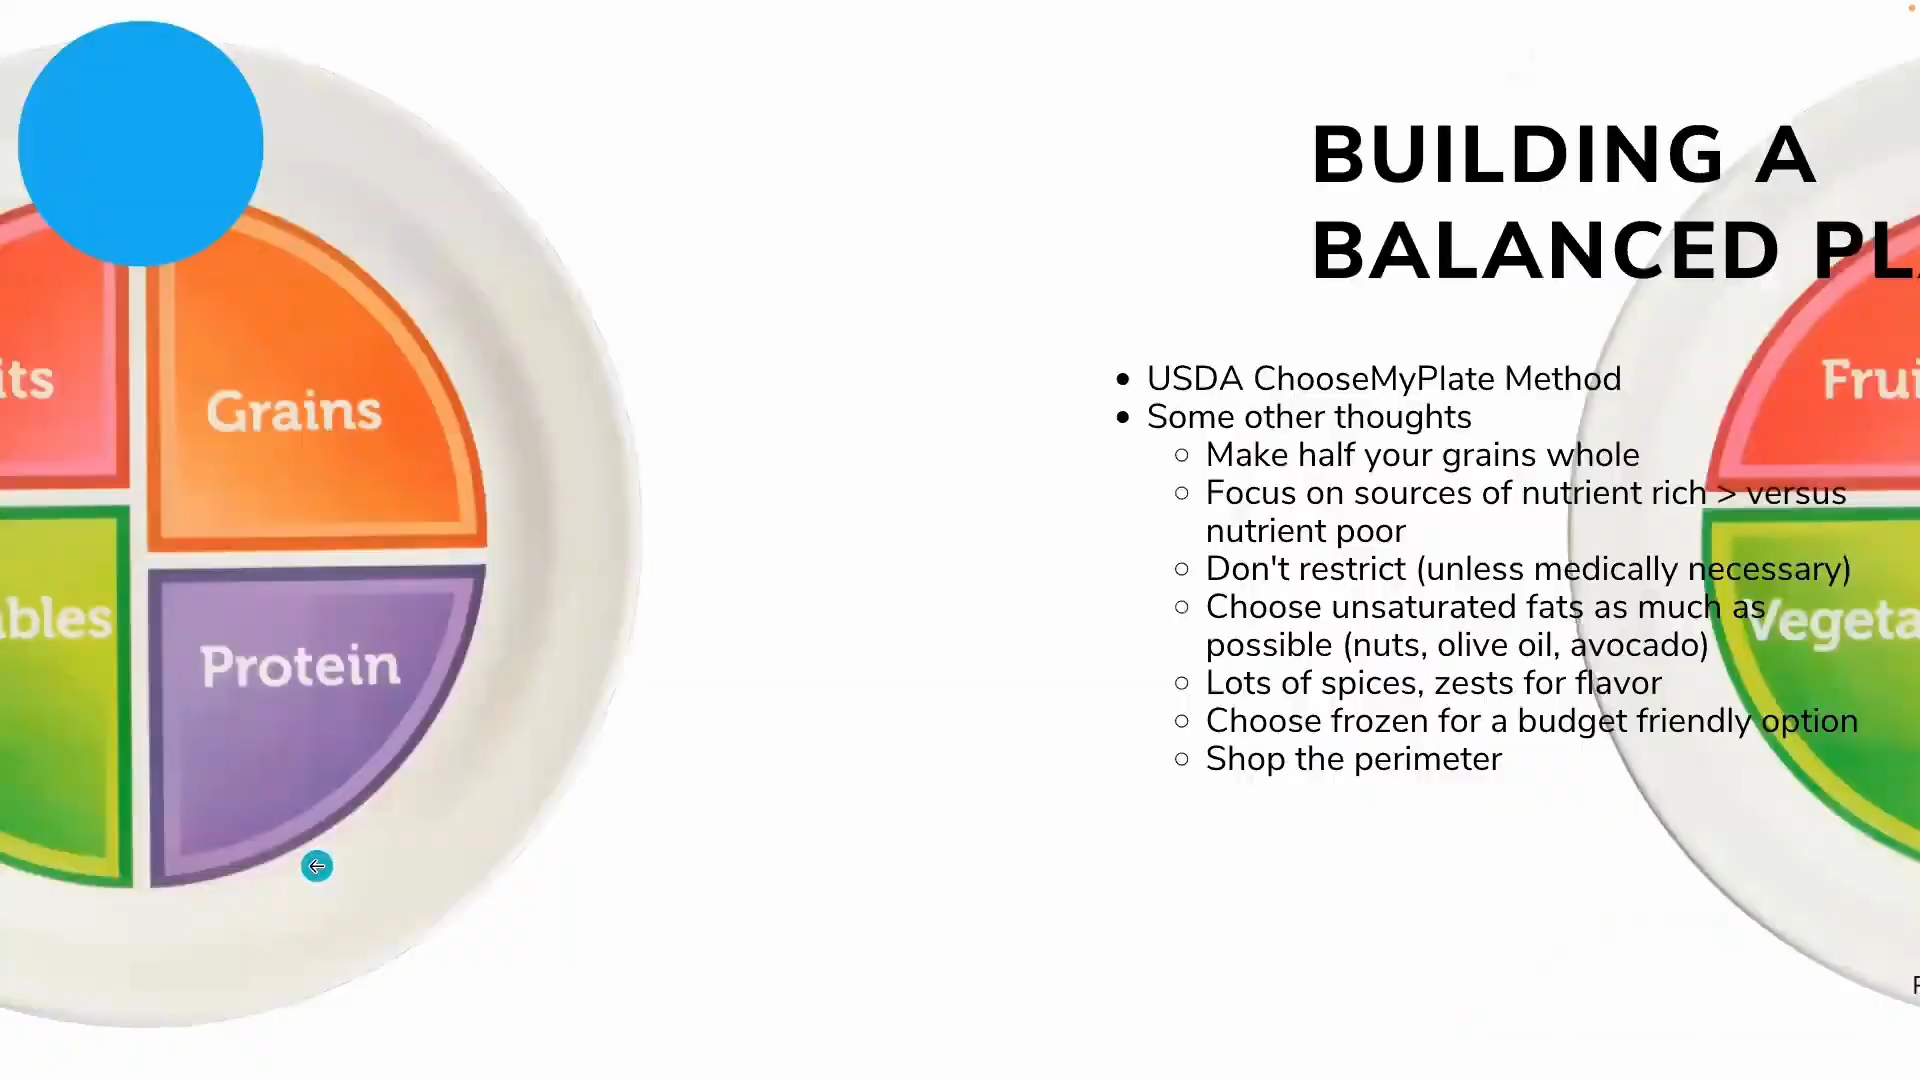 BUILDING A
BALANCED PL
• USDA ChooseMyPlate Method
• Some other thoughts
○ Make half your grains whole
○ Focus on sources of nutrient rich > versus
nutrient poor
○ Don't restrict (unless medically necessary)
○ Choose unsaturated fats as much as
possible (nuts, olive oil, avocado)
○ Lots of spices, zests for flavor
○ Choose frozen for a budget friendly option
○ Shop the perimeter
its
Grains
ables
Protein
Frui
Vegeta